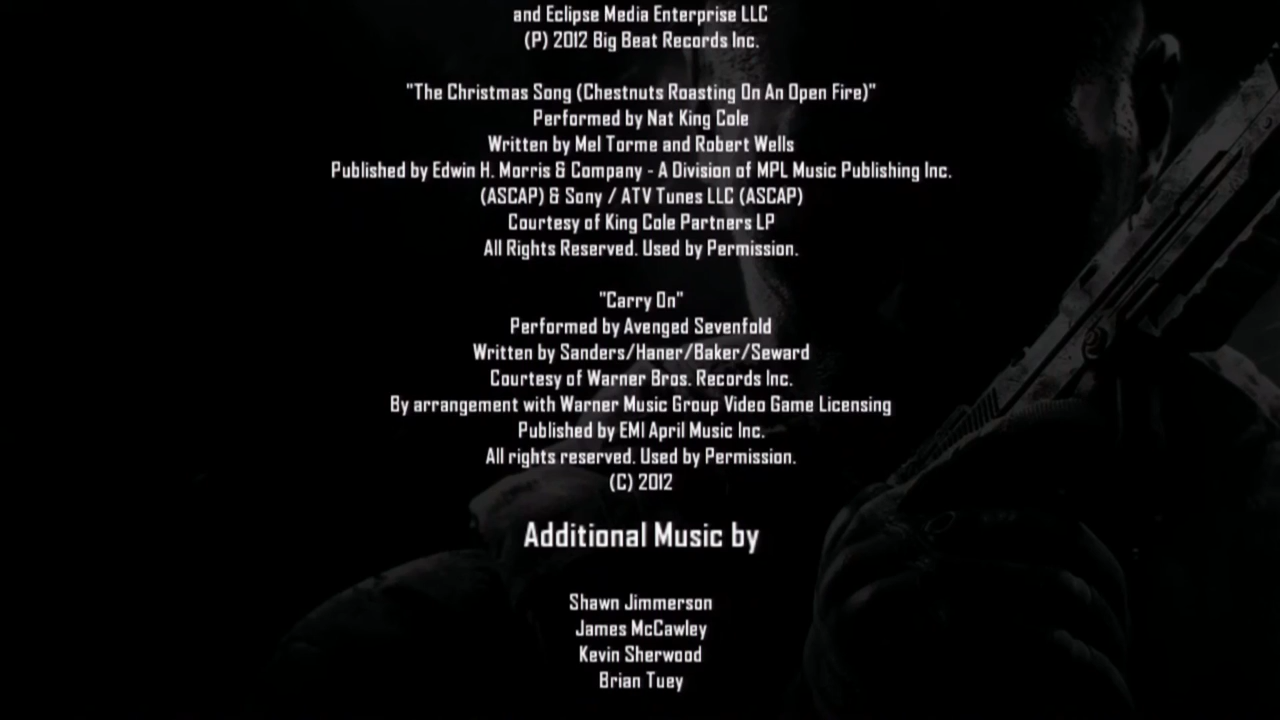 and Eclipse Media Enterprise LLC
(P) 2012 Big Beat Records Inc.
"The Christmas Song (Chestnuts Roasting On An Open Fire)"
Performed by Nat King Cole
Written by Mel Torme and Robert Wells
Published by Edwin H. Morris & Company - A Division of MPL Music Publishing Inc.
(ASCAP) & Sony / ATV Tunes LLC (ASCAP)
Courtesy of King Cole Partners LP
All Rights Reserved. Used by Permission.
"Carry On"
Performed by Avenged Sevenfold
Written by Sanders/Haner/Baker/Seward
Courtesy of Warner Bros. Records Inc.
By arrangement with Warner Music Group Video Game Licensing
Published by EMI April Music Inc.
All rights reserved. Used by Permission.
(C) 2012
Additional Music by
Shawn Jimmerson
James McCawley
Kevin Sherwood
Brian Tuey